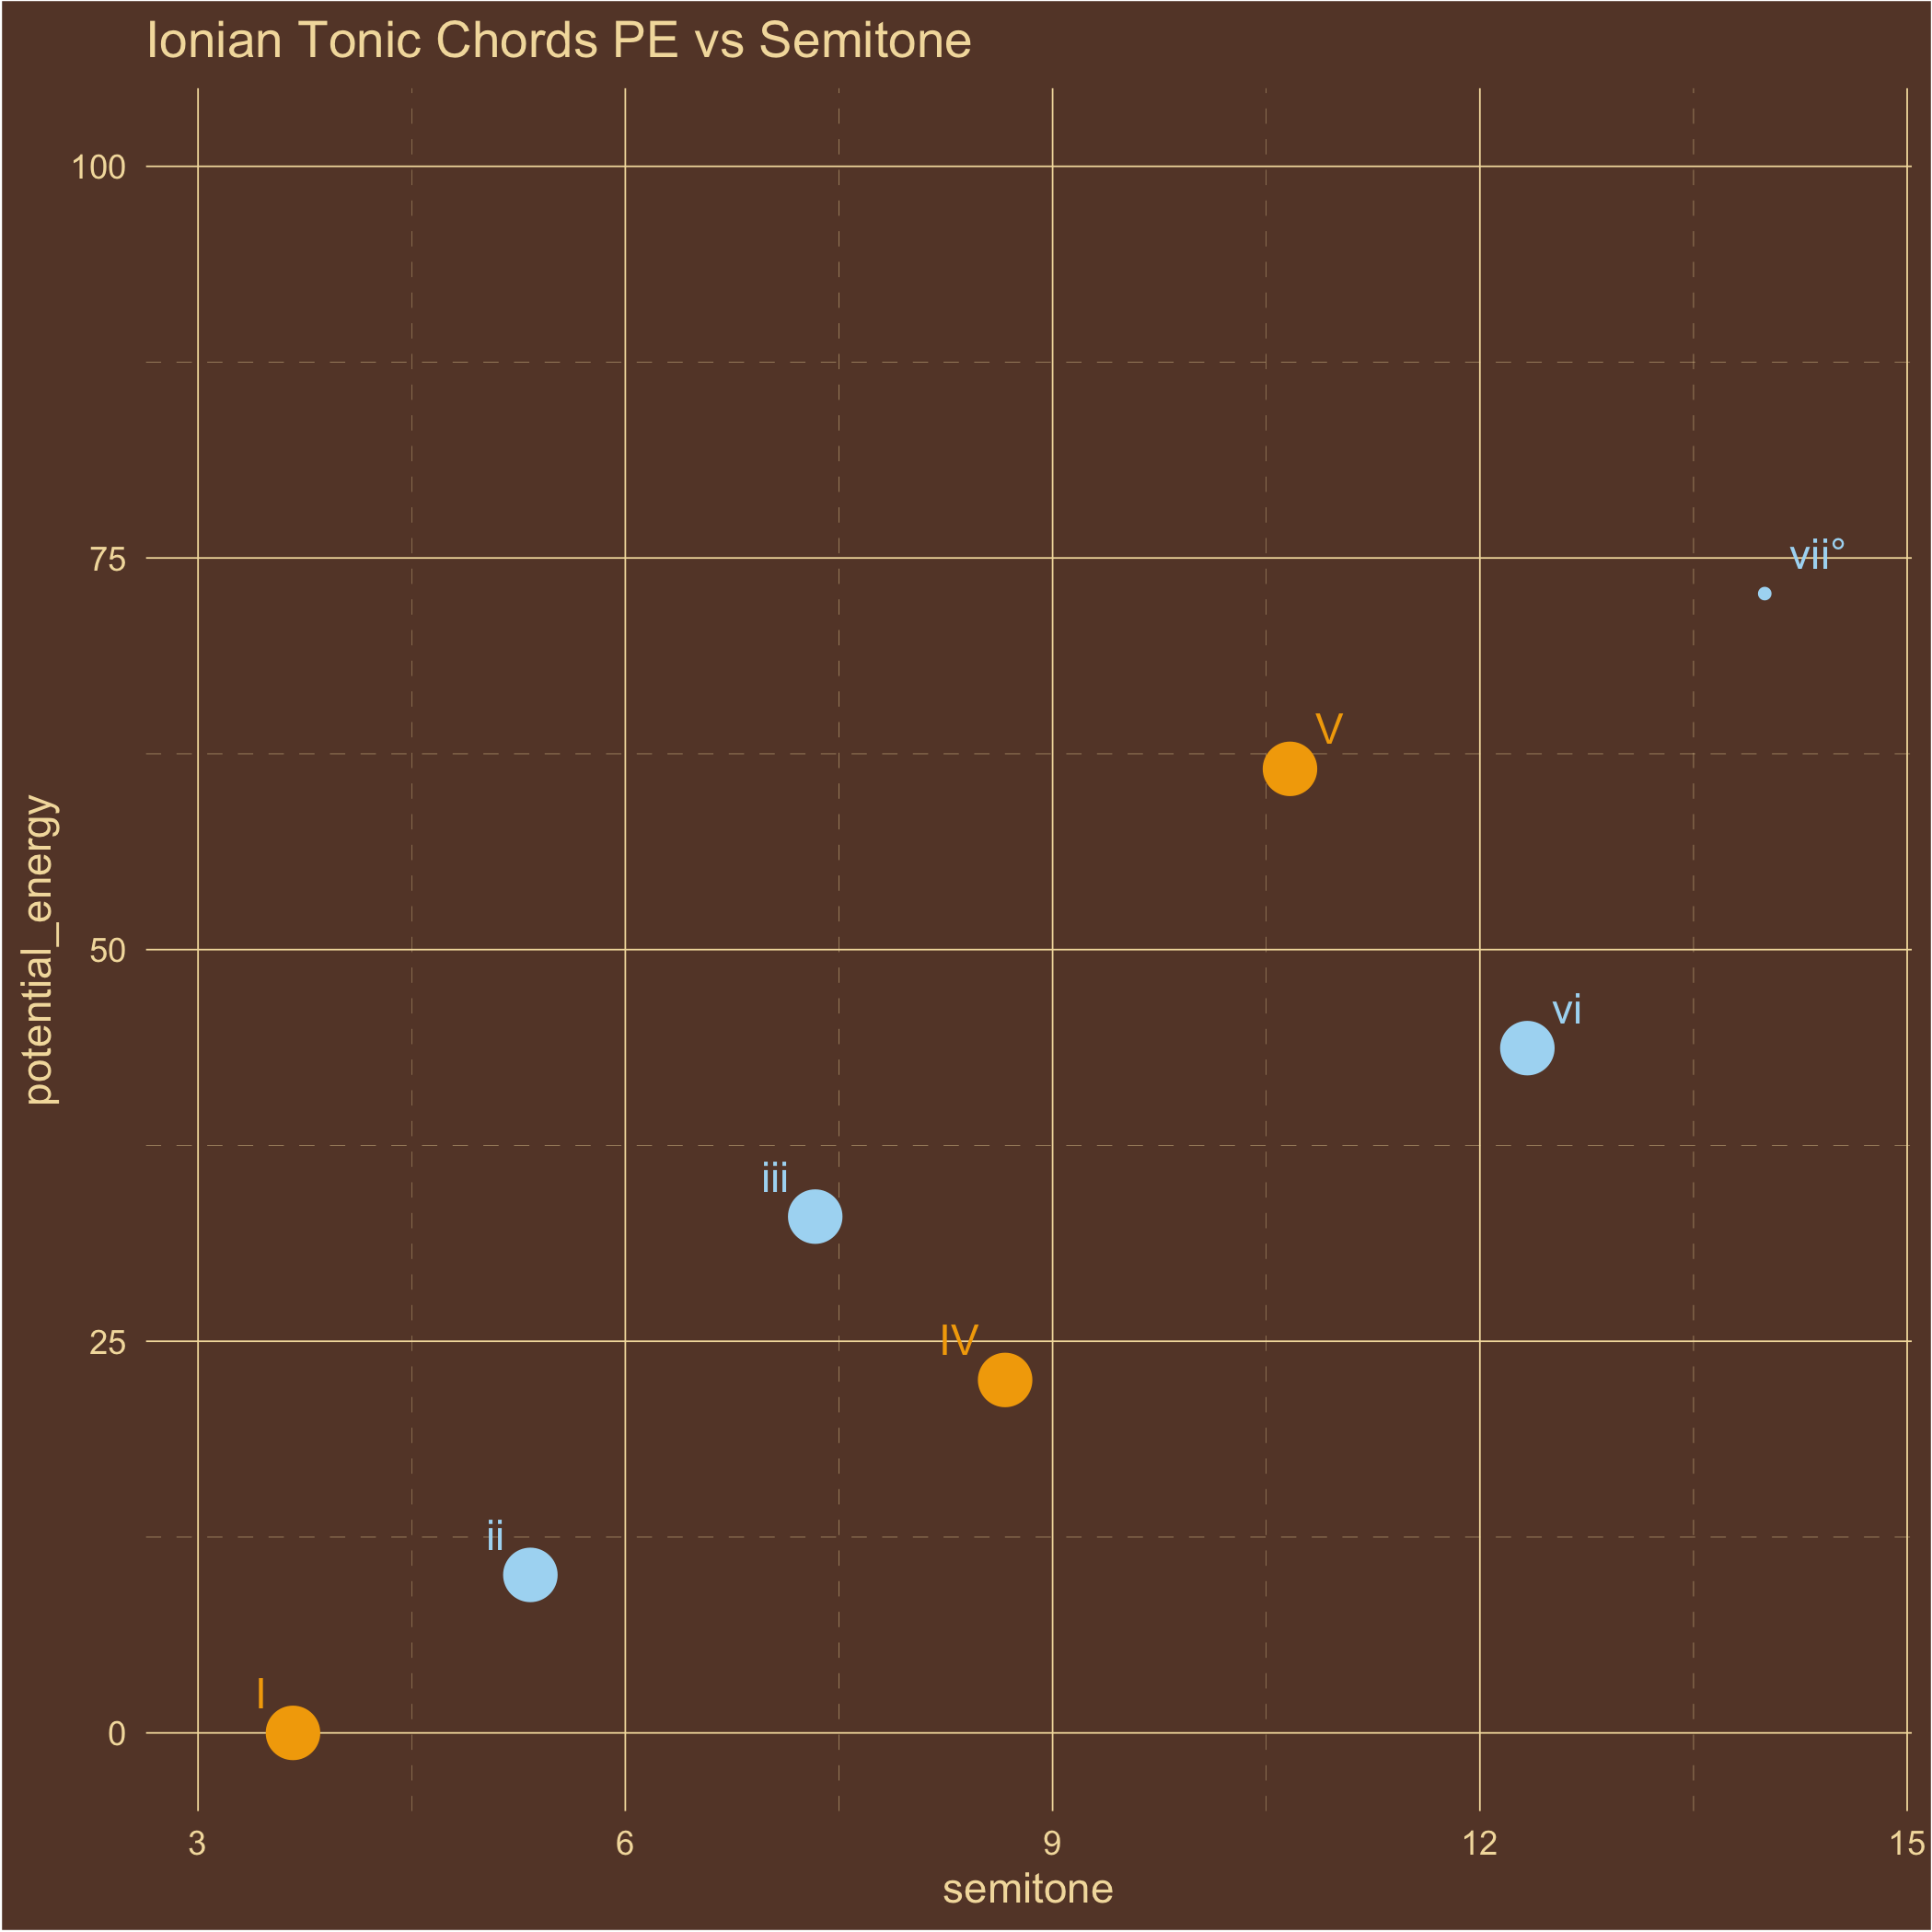 Ionian Tonic Chords PE vs Semitone
100
75
50
25
0
potential_energy
vii°
V
vi
iii
IV
ii
I
3 6 9 12 15
semitone